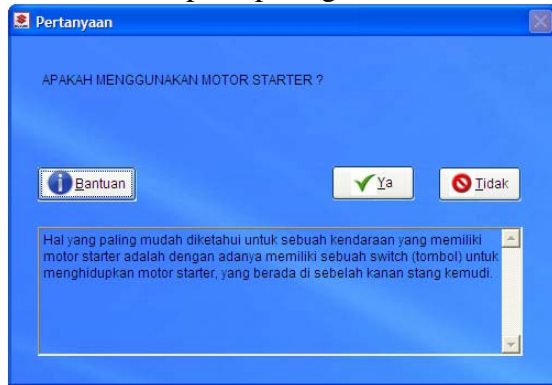 Pertanyaan
APAKAH MENGGUNAKAN MOTOR STARTER ?
Bantuan
Ya
Tidak
Hal yang paling mudah diketahui untuk sebuah kendaraan yang memiliki
motor starter adalah dengan adanya memiliki sebuah switch (tombol) untuk
menghidupkan motor starter, yang berada di sebelah kanan stang kemudi.